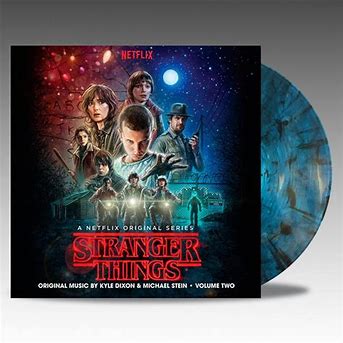 NETFLIX
A NETFLIX ORIGINAL SERIES
STRANGER
THINGS
ORIGINAL MUSIC BY KYLE DIXON & MICHAEL STEIN • VOLUME TWO